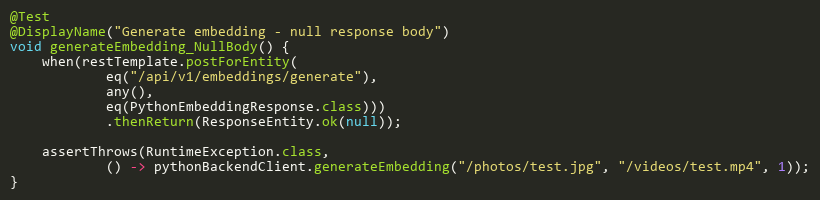 @Test
@DisplayName("Generate embedding - null response body")
void generateEmbedding_NullBody() {
    when(restTemplate.postForEntity(
            eq("/api/v1/embeddings/generate"),
            any(),
            eq(PythonEmbeddingResponse.class)))
            .thenReturn(ResponseEntity.ok(null));

    assertThrows(RuntimeException.class,
            () -> pythonBackendClient.generateEmbedding("/photos/test.jpg", "/videos/test.mp4", 1));
}